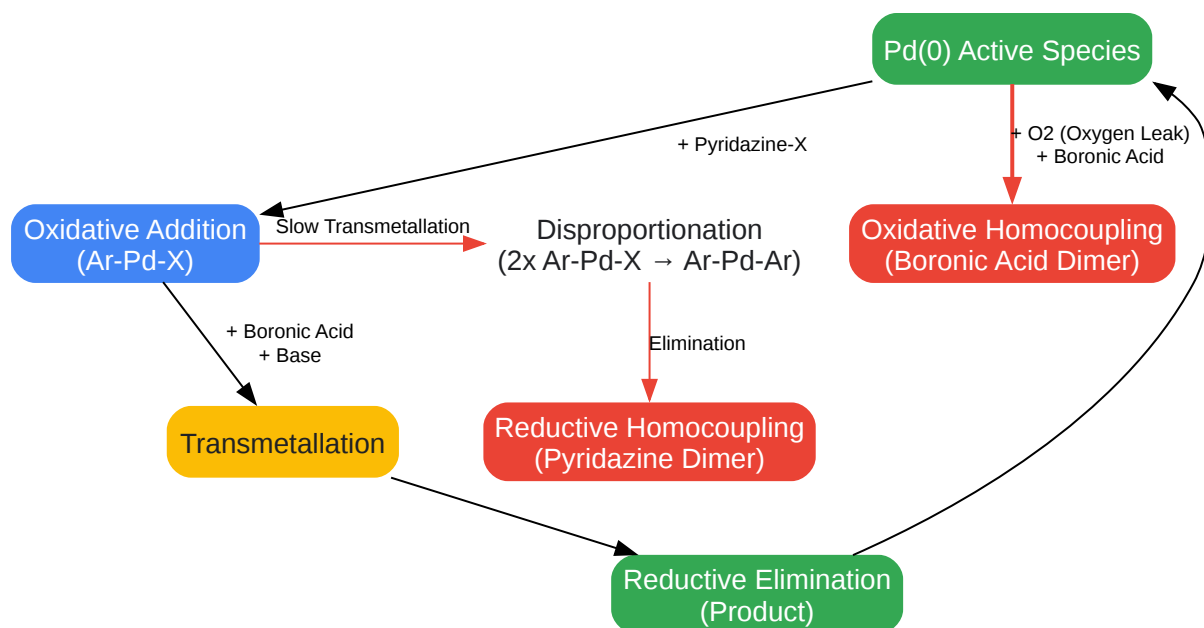 Pd(0) Active Species
+ O2 (Oxygen Leak)
+ Boronic Acid
+ Pyridazine-X
Oxidative Addition
(Ar-Pd-X)
Slow Transmetallation
Disproportionation
(2x Ar-Pd-X → Ar-Pd-Ar)
Oxidative Homocoupling
(Boronic Acid Dimer)
+ Boronic Acid
+ Base
Elimination
Transmetallation
Reductive Homocoupling
(Pyridazine Dimer)
Reductive Elimination
(Product)